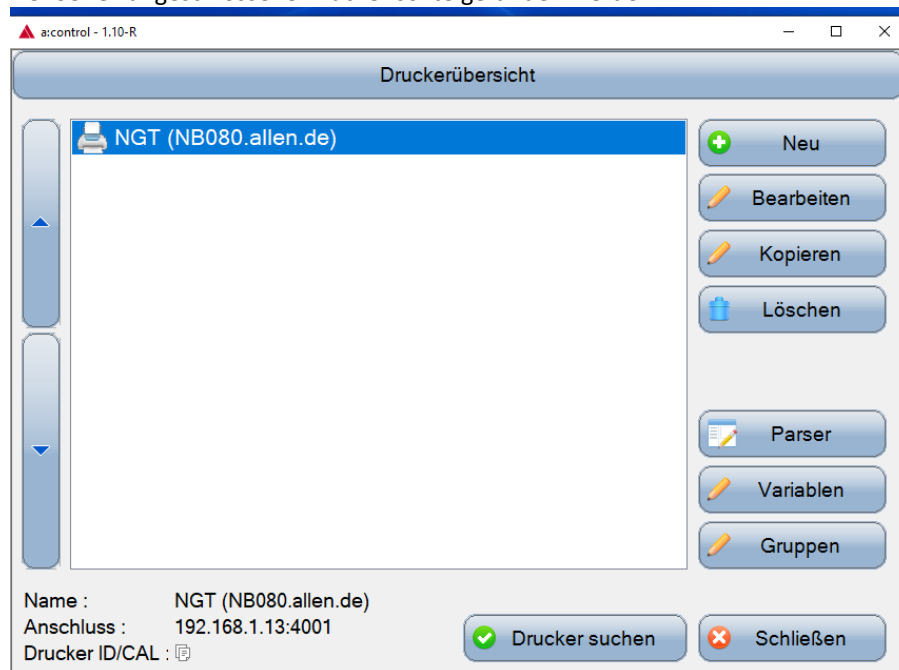 a:control - 1.10-R
Druckerübersicht
NGT (NB080.allen.de)
Neu
Bearbeiten
Kopieren
Löschen
Parser
Variablen
Gruppen
Name : NGT (NB080.allen.de)
Anschluss : 192.168.1.13:4001
Drucker ID/CAL :
Drucker suchen
Schließen